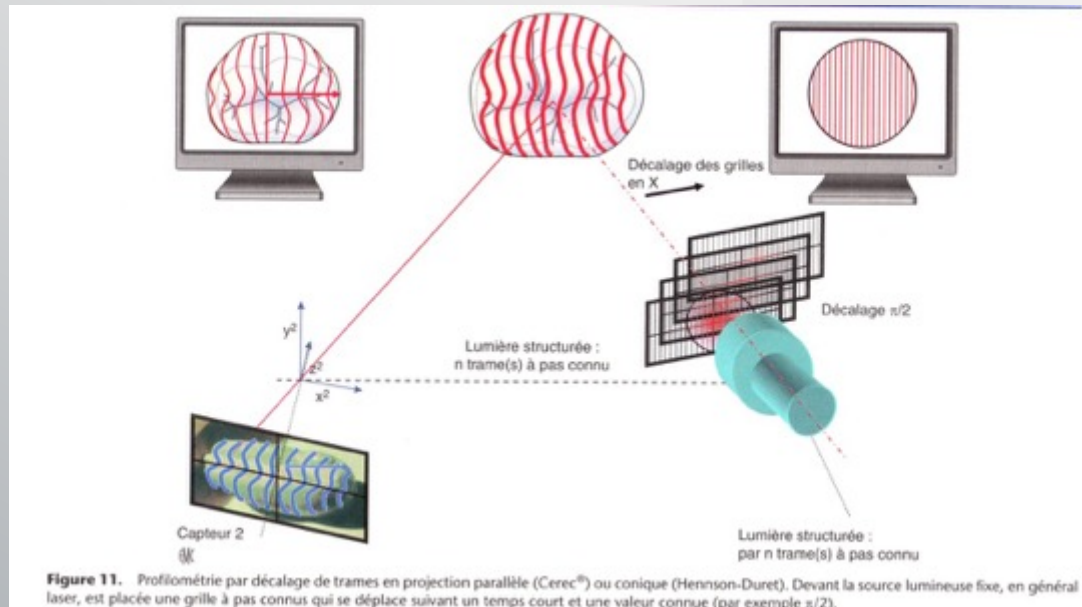 Décalage des grilles
en X
Décalage π/2
Lumière structurée :
n trame(s) à pas connu
y²
z²
x²
Capteur 2
Lumière structurée :
par n trame(s) à pas connu
Figure 11. Profilométrie par décalage de trames en projection parallèle (Cerec®) ou conique (Hennson-Duret). Devant la source lumineuse fixe, en général
laser, est placée une grille à pas connus qui se déplace suivant un temps court et une valeur connue (par exemple π/2).